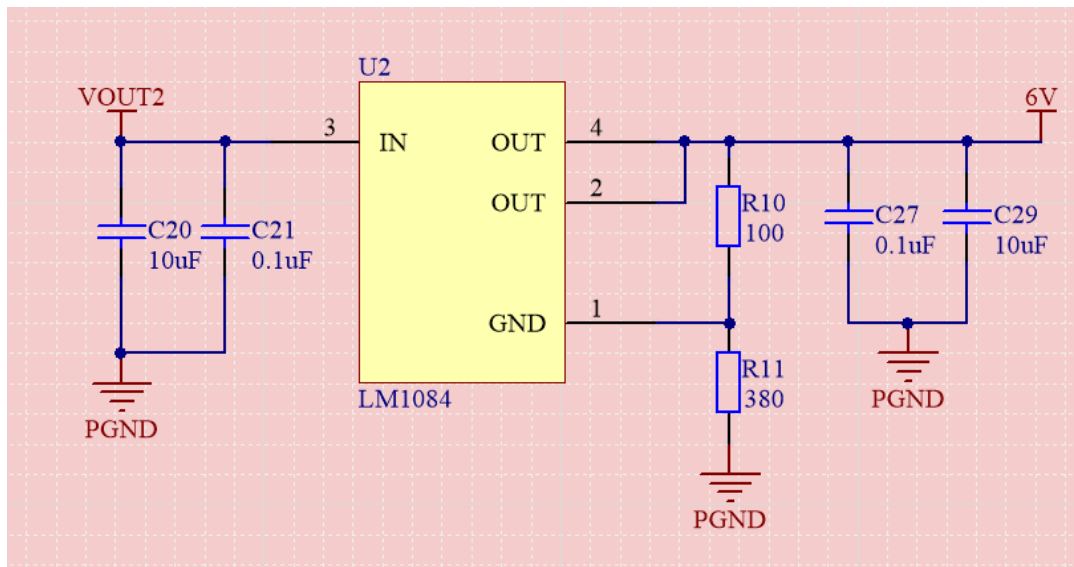 U2
VOUT2
6V
3
IN
OUT
4
OUT
2
R10
100
C20
10uF
C21
0.1uF
C27
0.1uF
C29
10uF
GND
1
R11
380
LM1084
PGND
PGND
PGND